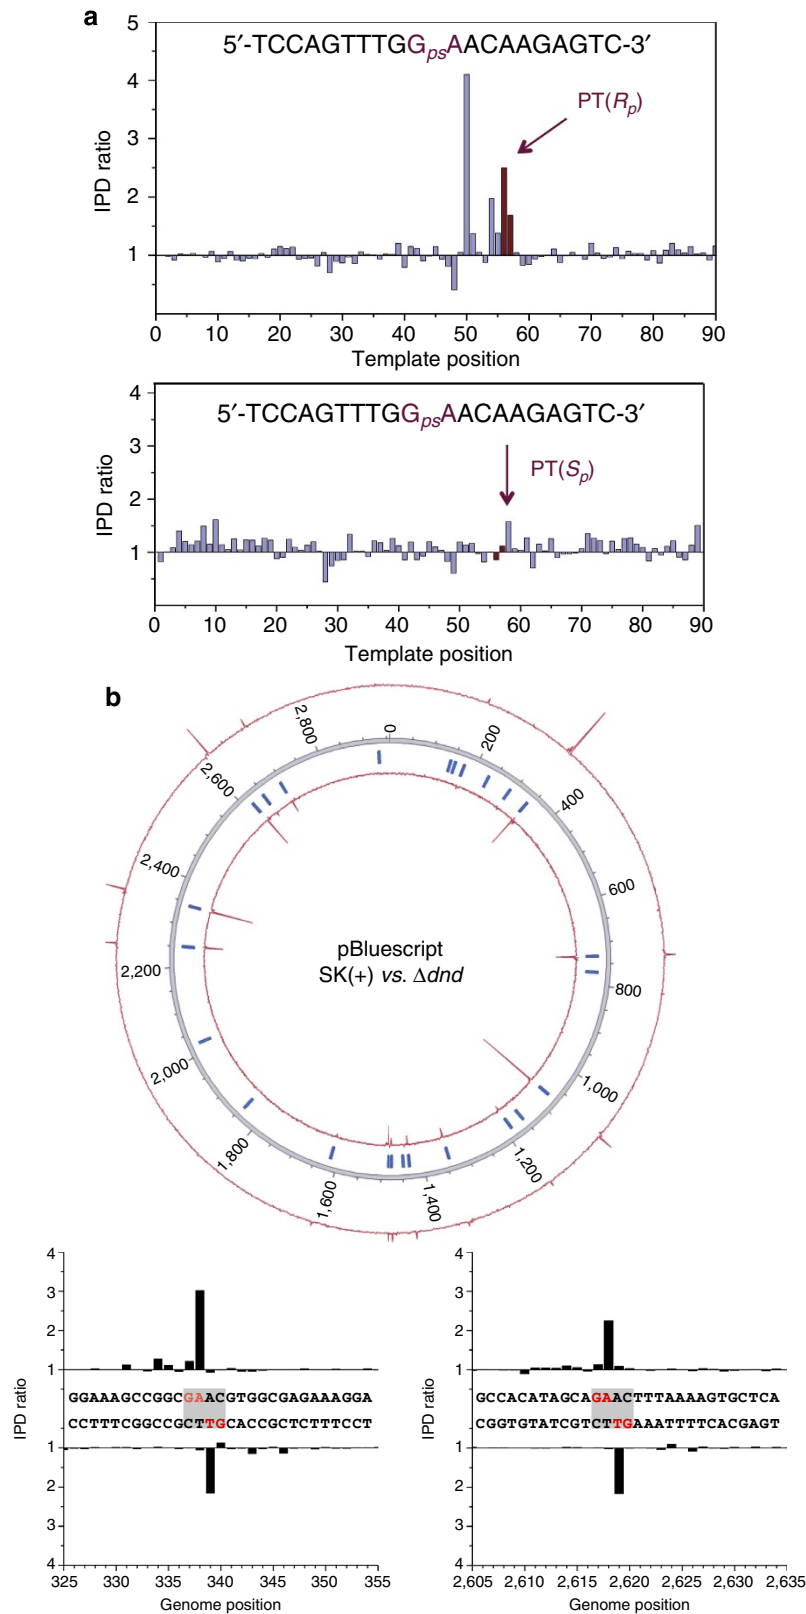 a
5
5′-TCCAGTTTGGpsAACAAGAGTC-3′
4
PT(Rp)
3
2
1
IPD ratio
0 10 20 30 40 50 60 70 80 90
Template position
4
5′-TCCAGTTTGGpsAACAAGAGTC-3′
3
PT(Sp)
2
1
IPD ratio
0 10 20 30 40 50 60 70 80 90
Template position
b
0
200
400
600
800
1,000
1,200
1,400
1,600
1,800
2,000
2,200
2,400
2,600
2,800
pBluescript
SK(+) vs. Δdnd
4
3
2
1
IPD ratio
GGAAAGCCGGCGAACGTGGCGAGAAAGGA
CCTTTCGGCCGCTTGCACCGCTCTTTCCT
1
2
3
4
325 330 335 340 345 350 355
Genome position
4
3
2
1
IPD ratio
GCCACATAGCAGAACTTTAAAAGTGCTCA
CGGTGTATCGTCTTGAAATTTTCACGAGT
1
2
3
4
2,605 2,610 2,615 2,620 2,625 2,630 2,635
Genome position